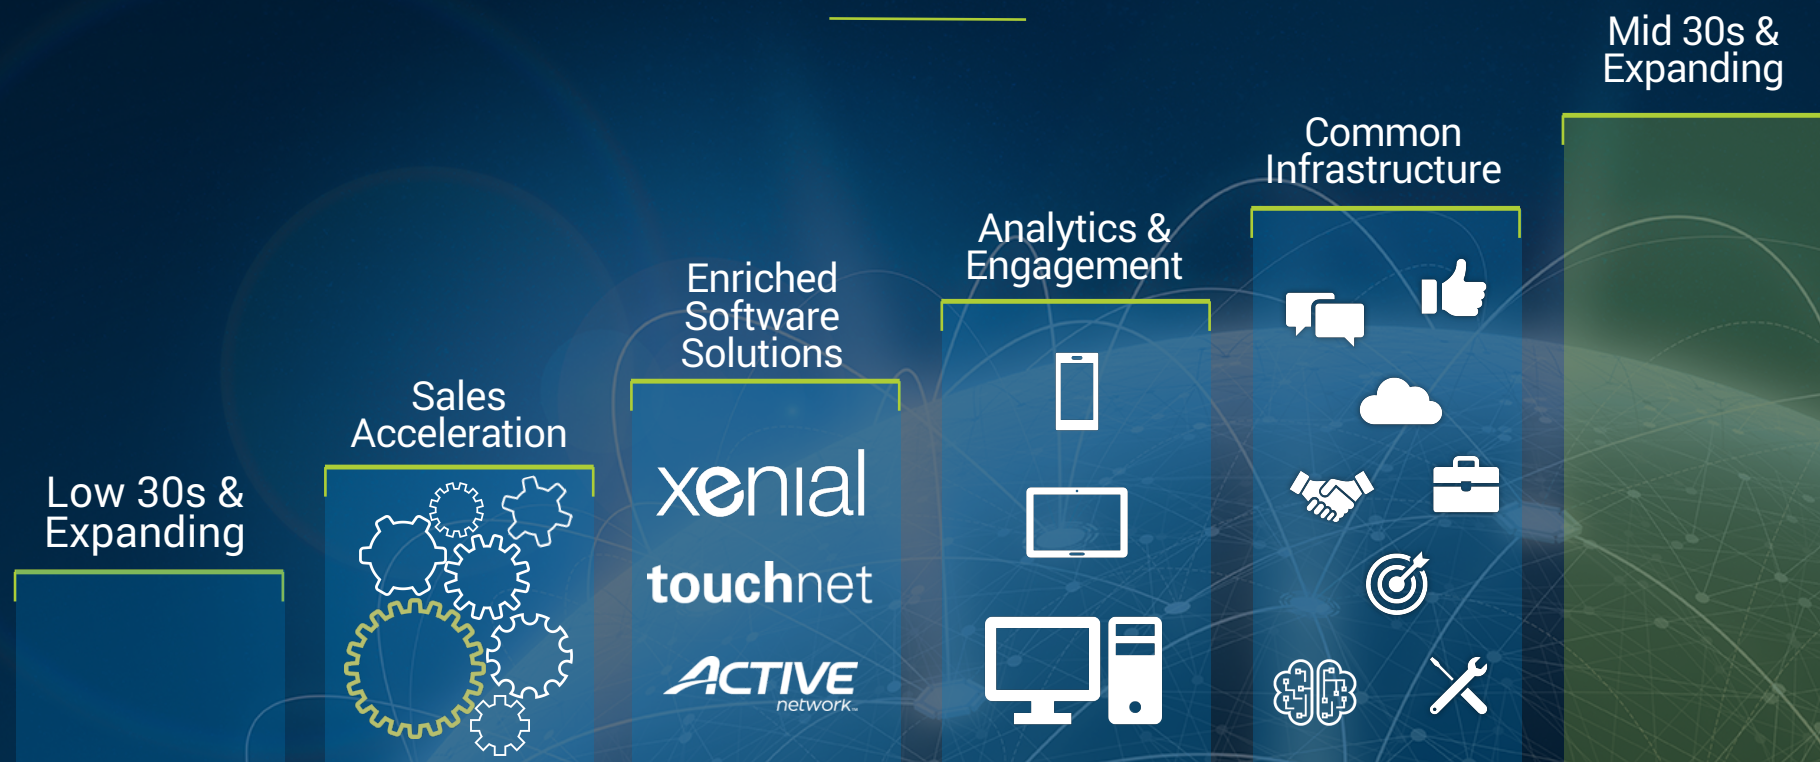 Low 30s &
Expanding
Sales
Acceleration
Enriched
Software
Solutions
xenial
touchnet
ACTIVE
network
Analytics &
Engagement
Common
Infrastructure
Mid 30s &
Expanding